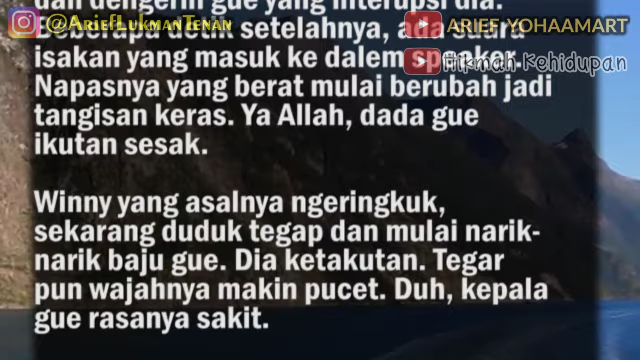 dan dengerin gue yang interupsi dia.
@AriefLukmanTenan
ARIEF YOHAAMART
setelahnya, ada suara
isakan yang masuk ke dalem speaker.
Hikmah Kehidupan
Napasnya yang berat mulai berubah jadi
tangisan keras. Ya Allah, dada gue
ikutan sesak.
Winny yang asalnya ngeringkuk,
sekarang duduk tegap dan mulai narik-
narik baju gue. Dia ketakutan. Tegar
pun wajahnya makin pucet. Duh, kepala
gue rasanya sakit.